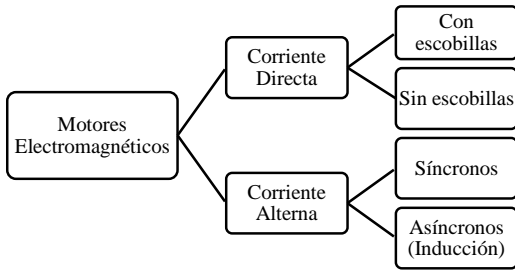 Motores
Electromagnéticos
Corriente
Directa
Con
escobillas
Sin escobillas
Corriente
Alterna
Síncronos
Asíncronos
(Inducción)